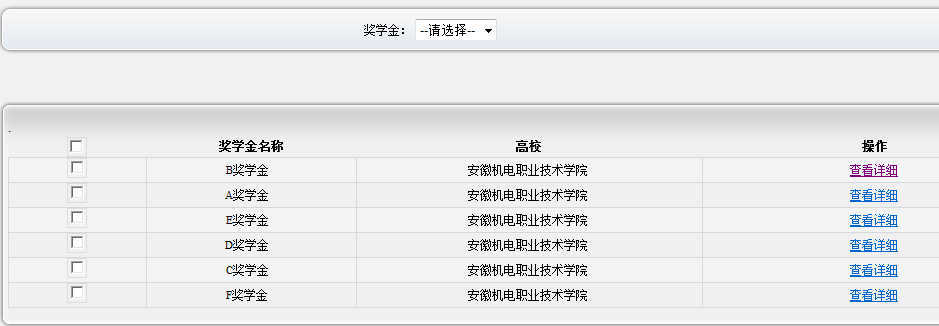 奖学金： --请选择--
.
奖学金名称 高校 操作
B奖学金 安徽机电职业技术学院 查看详细
A奖学金 安徽机电职业技术学院 查看详细
E奖学金 安徽机电职业技术学院 查看详细
D奖学金 安徽机电职业技术学院 查看详细
C奖学金 安徽机电职业技术学院 查看详细
F奖学金 安徽机电职业技术学院 查看详细